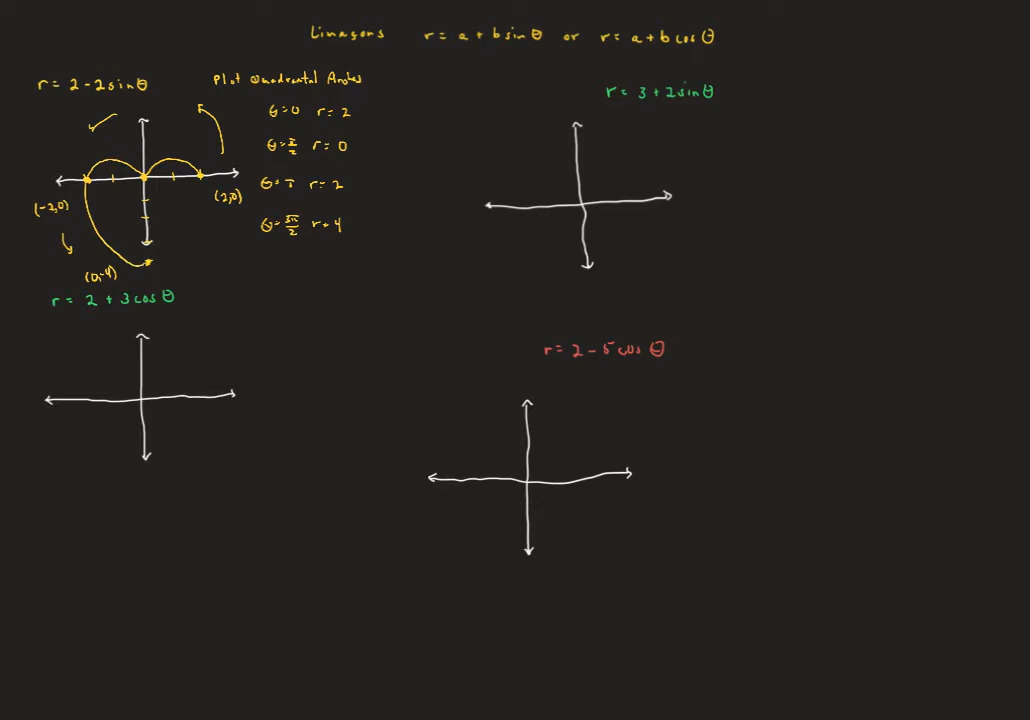 Limaçons r = a + b sin θ or r = a + b cos θ
r = 2 - 2 sin θ
Plot Quadrantal Angles
θ = 0 r = 2
θ = π/2 r = 0
θ = π r = 2
θ = 3π/2 r = 4
(-2,0)
(2,0)
(0,-4)
r = 3 + 2 sin θ
r = 2 + 3 cos θ
r = 2 - 5 cos θ